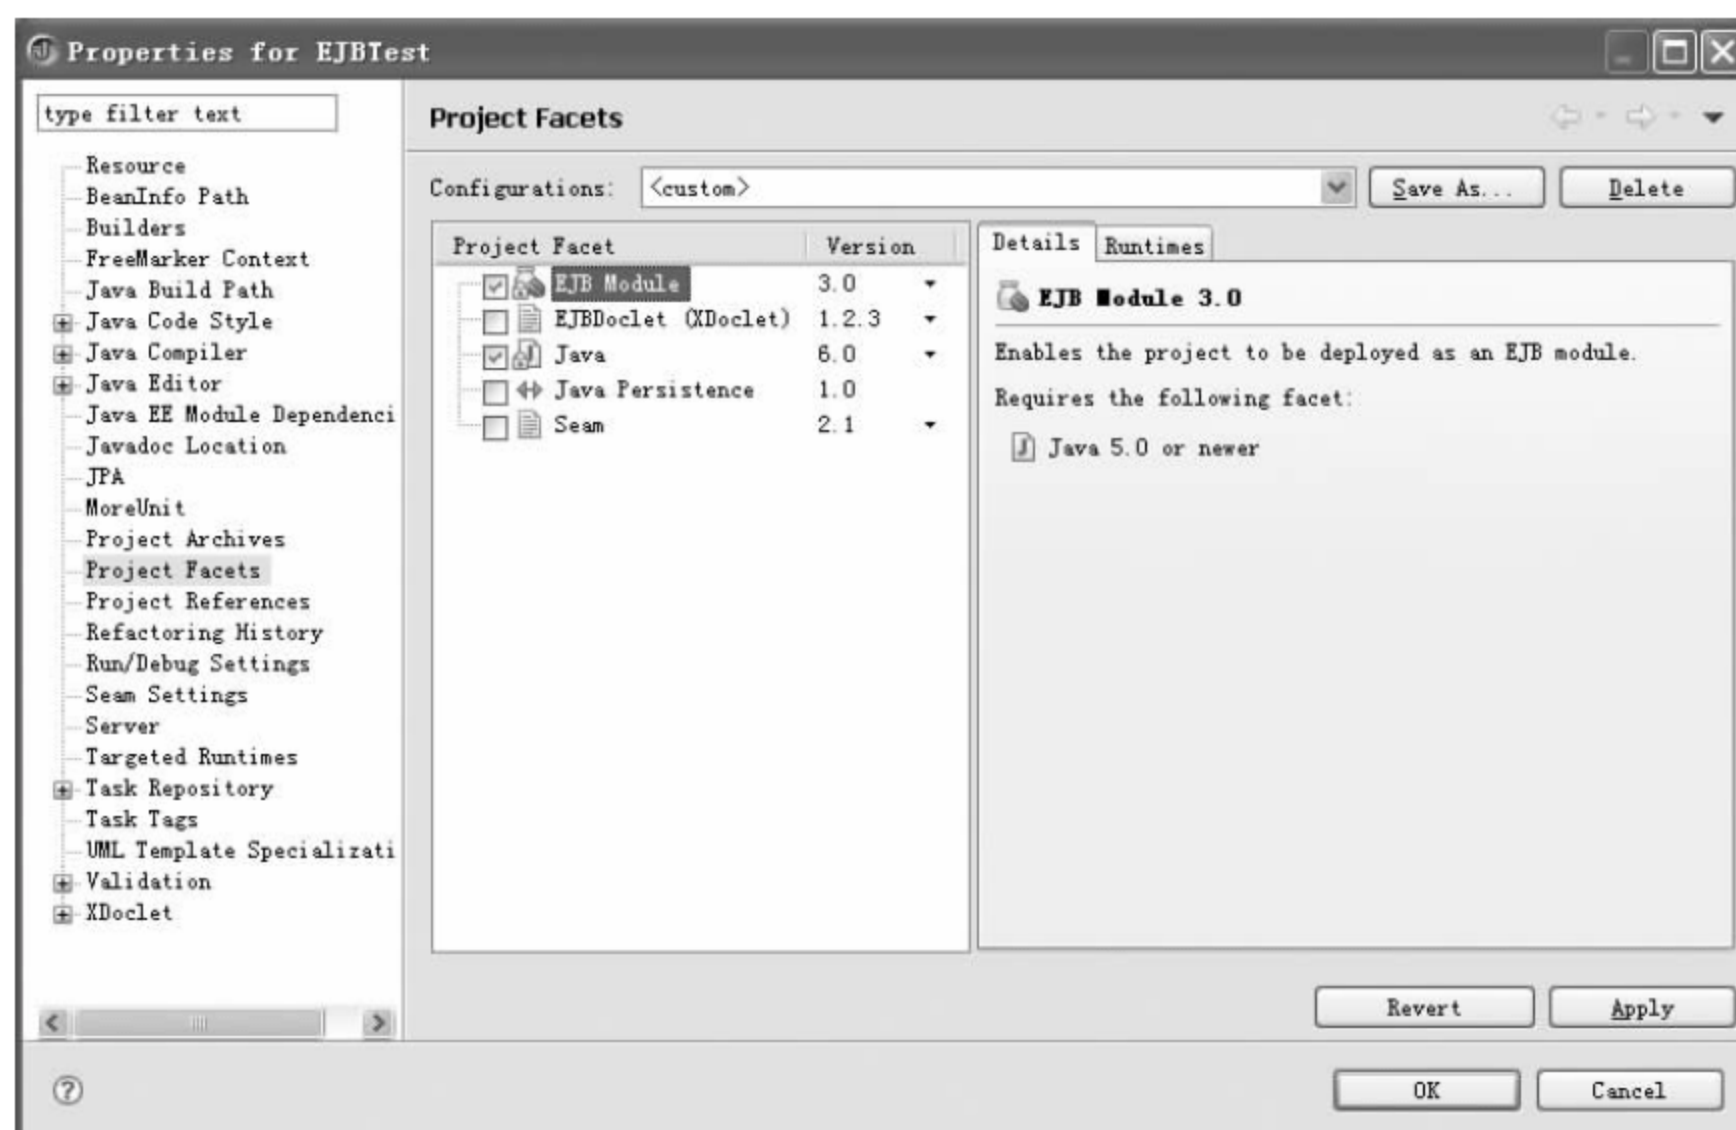 Properties for EJBTest
type filter text
Resource
BeanInfo Path
Builders
FreeMarker Context
Java Build Path
Java Code Style
Java Compiler
Java Editor
Java EE Module Dependenci
Javadoc Location
JPA
MoreUnit
Project Archives
Project Facets
Project References
Refactoring History
Run/Debug Settings
Seam Settings
Server
Targeted Runtimes
Task Repository
Task Tags
UML Template Specializati
Validation
XDoclet
Project Facets
Configurations: <custom> Save As... Delete
Project Facet Version
EJB Module 3.0
EJBDoclet (XDoclet) 1.2.3
Java 6.0
Java Persistence 1.0
Seam 2.1
Details Runtimes
EJB Module 3.0
Enables the project to be deployed as an EJB module.
Requires the following facet:
Java 5.0 or newer
Revert Apply
OK Cancel